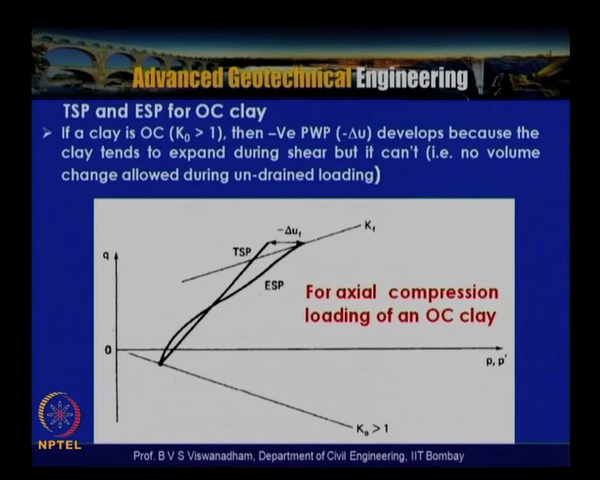 Advanced Geotechnical Engineering
TSP and ESP for OC clay
➤ If a clay is OC (K₀ > 1), then –Ve PWP (-Δu) develops because the
clay tends to expand during shear but it can't (i.e. no volume
change allowed during un-drained loading)
-Δu_f
K_f
TSP
q
ESP
For axial compression
loading of an OC clay
0
p, p'
K₀ > 1
NPTEL
Prof. B V S Viswanadham, Department of Civil Engineering, IIT Bombay